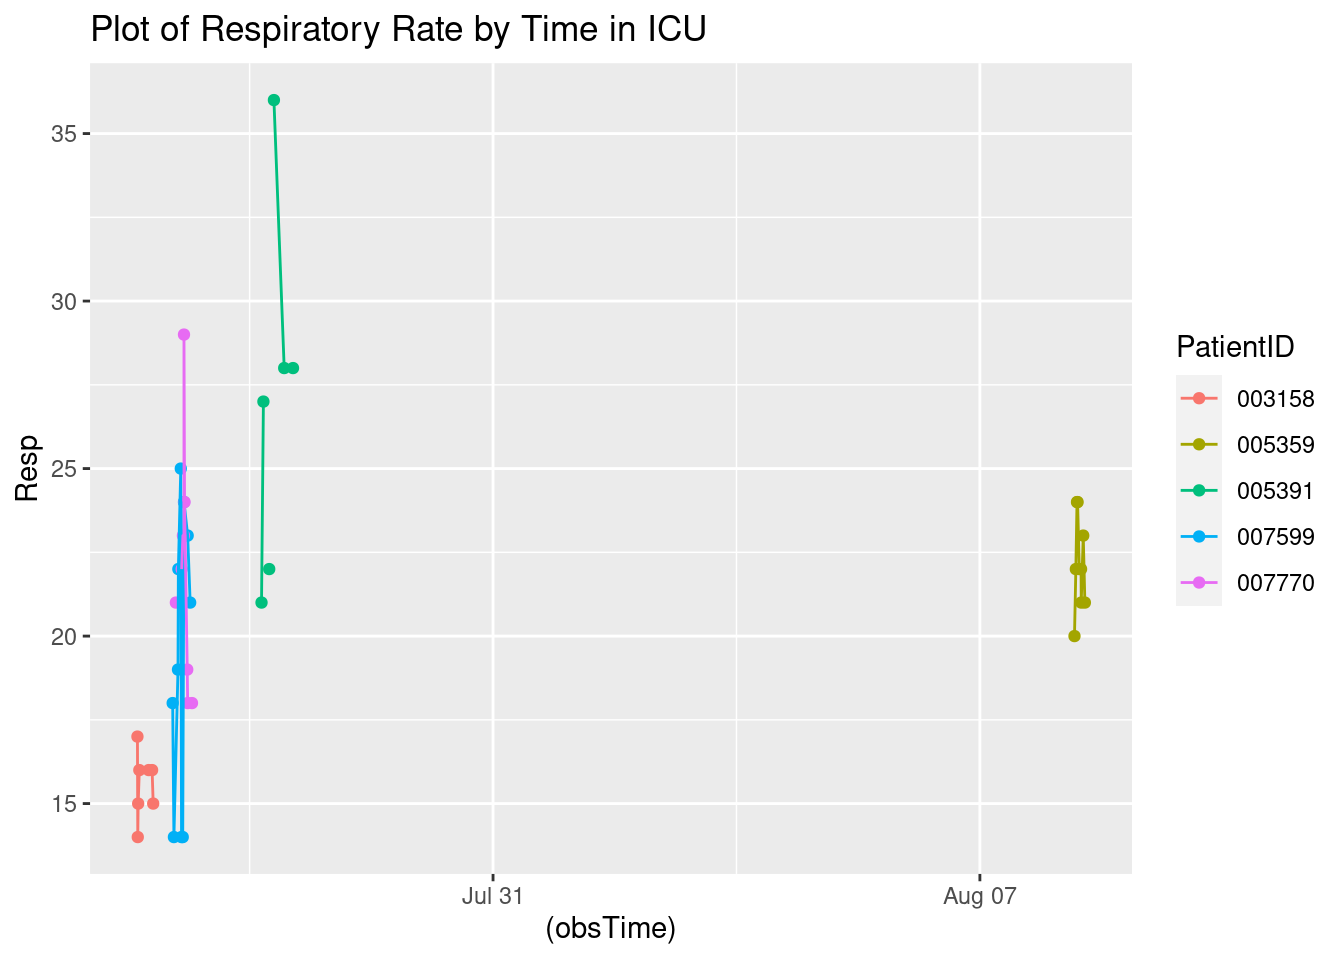 Plot of Respiratory Rate by Time in ICU
35
30
25
20
15
Resp
Jul 31
Aug 07
(obsTime)
PatientID
003158
005359
005391
007599
007770